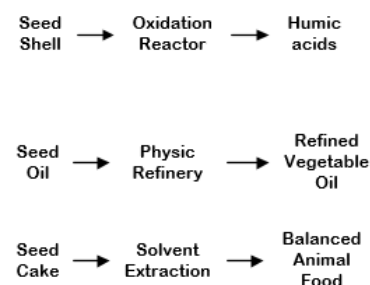 Seed Shell
Oxidation Reactor
Humic acids
Seed Oil
Physic Refinery
Refined Vegetable Oil
Seed Cake
Solvent Extraction
Balanced Animal Food